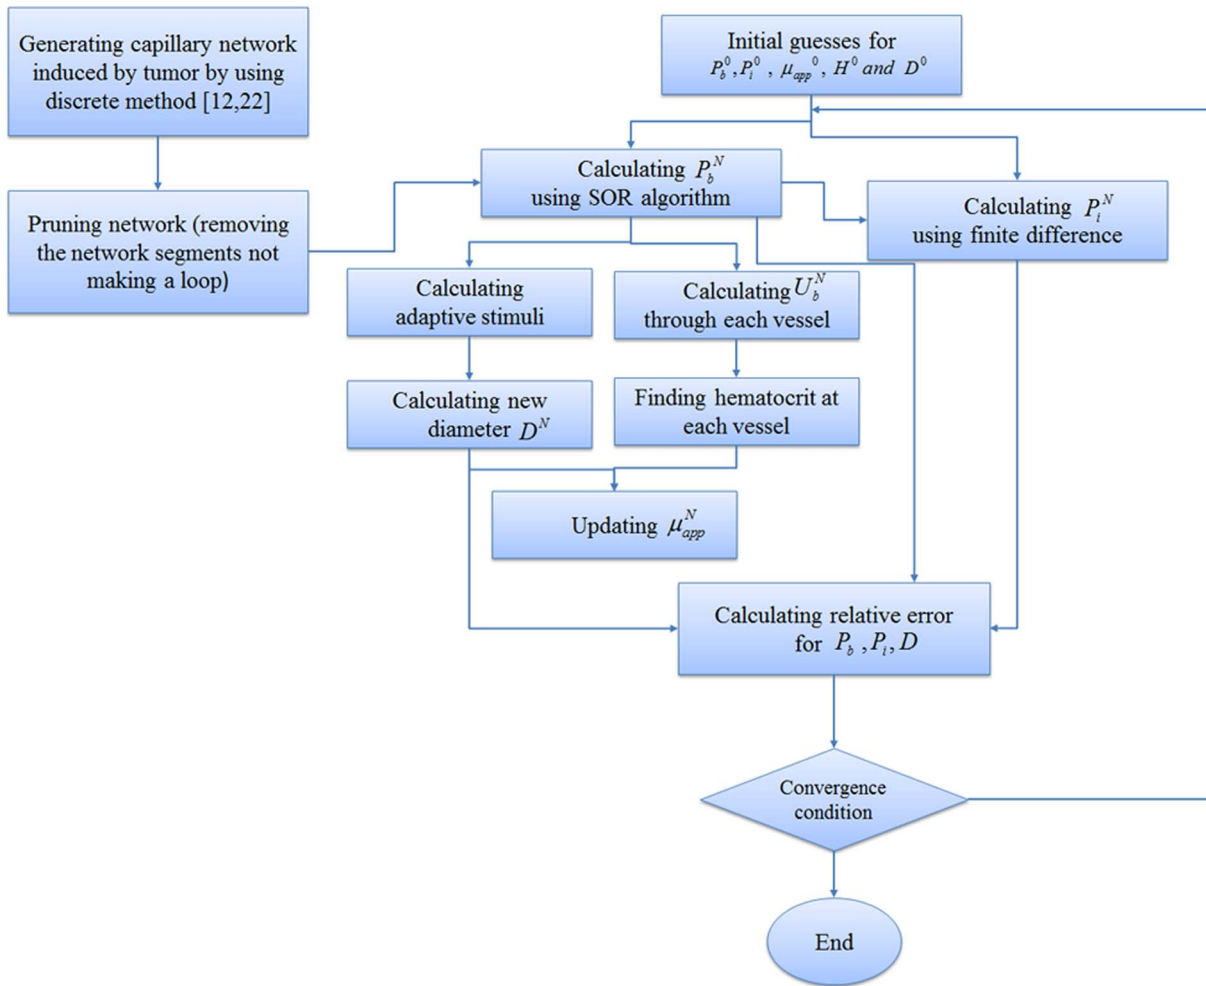 Generating capillary network
induced by tumor by using
discrete method [12,22]
Initial guesses for
P_b^0, P_i^0 , μ_app^0 , H^0 and D^0
Calculating P_b^N
using SOR algorithm
Calculating P_i^N
using finite difference
Pruning network (removing
the network segments not
making a loop)
Calculating
adaptive stimuli
Calculating U_b^N
through each vessel
Calculating new
diameter D^N
Finding hematocrit at
each vessel
Updating μ_app^N
Calculating relative error
for P_b , P_i, D
Convergence
condition
End